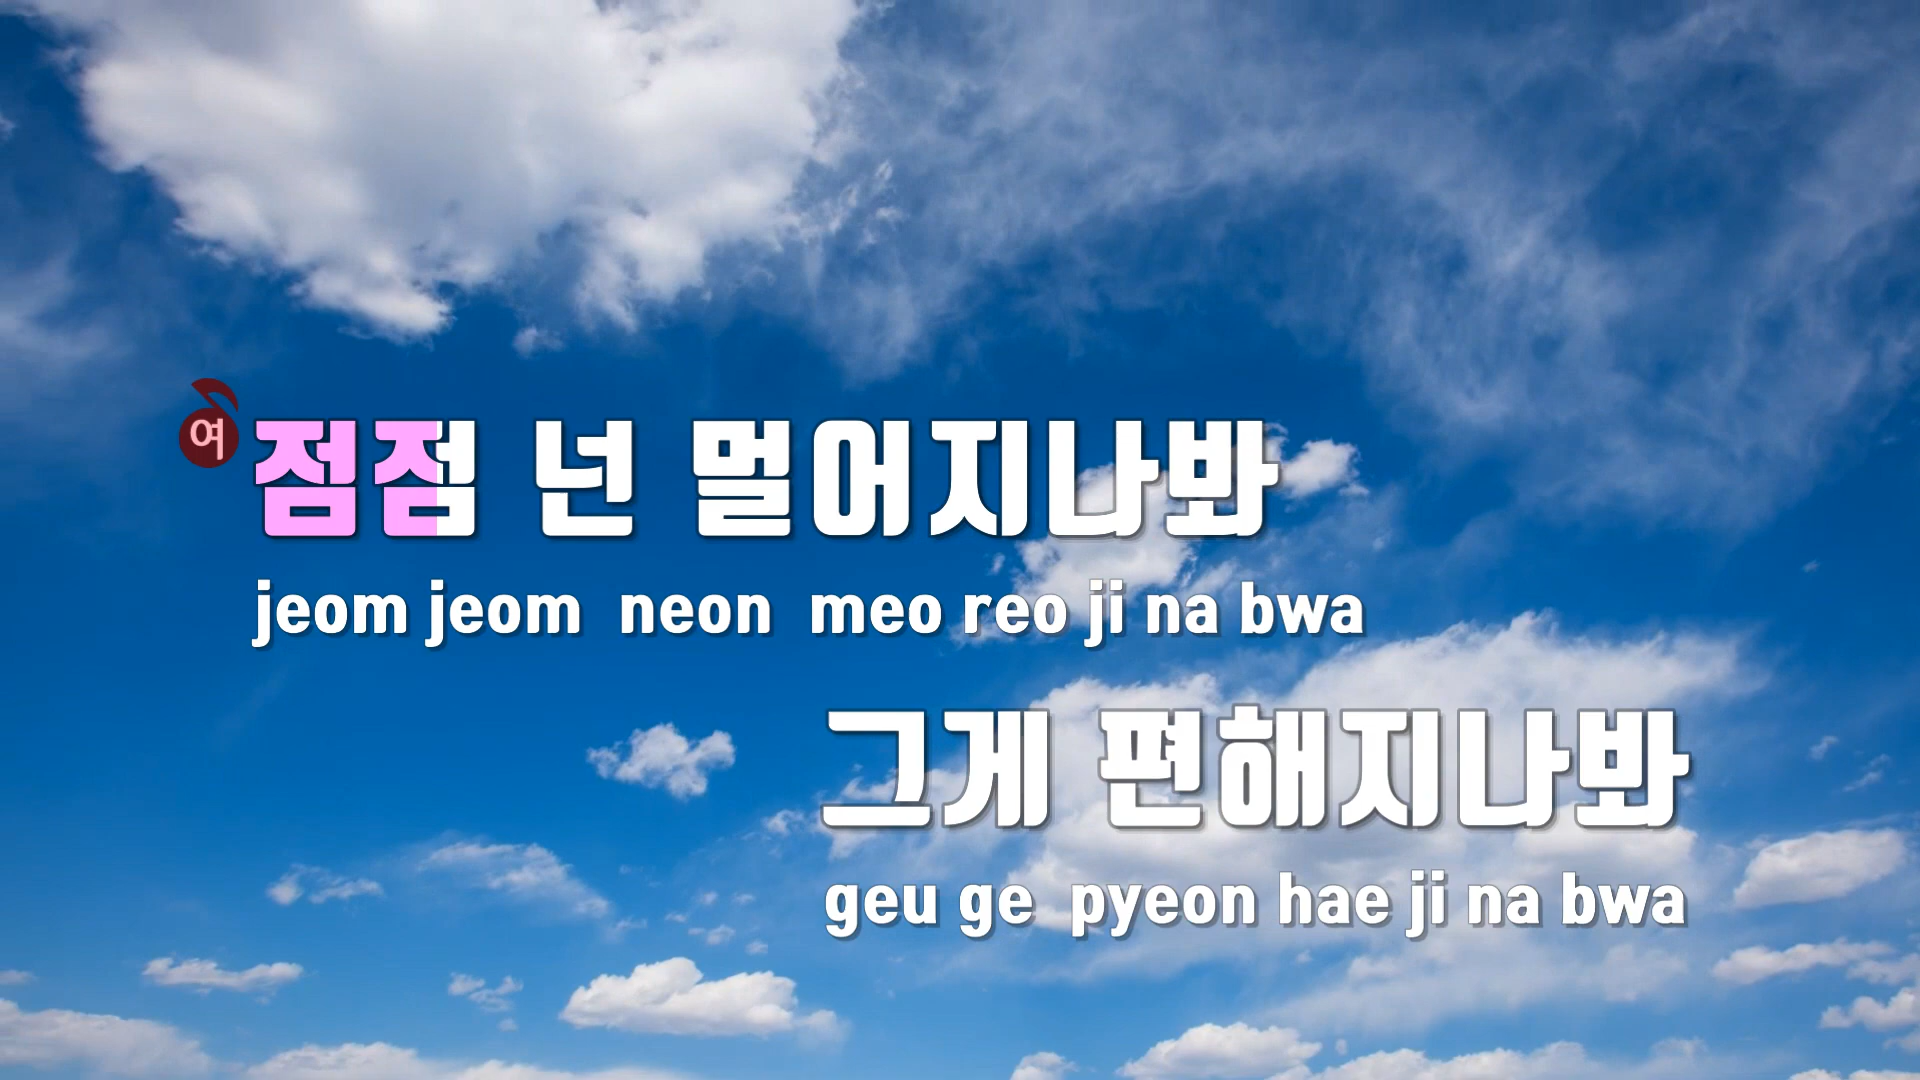 여
점점 넌 멀어지나봐
jeom jeom neon meo reo ji na bwa
그게 편해지나봐
geu ge pyeon hae ji na bwa